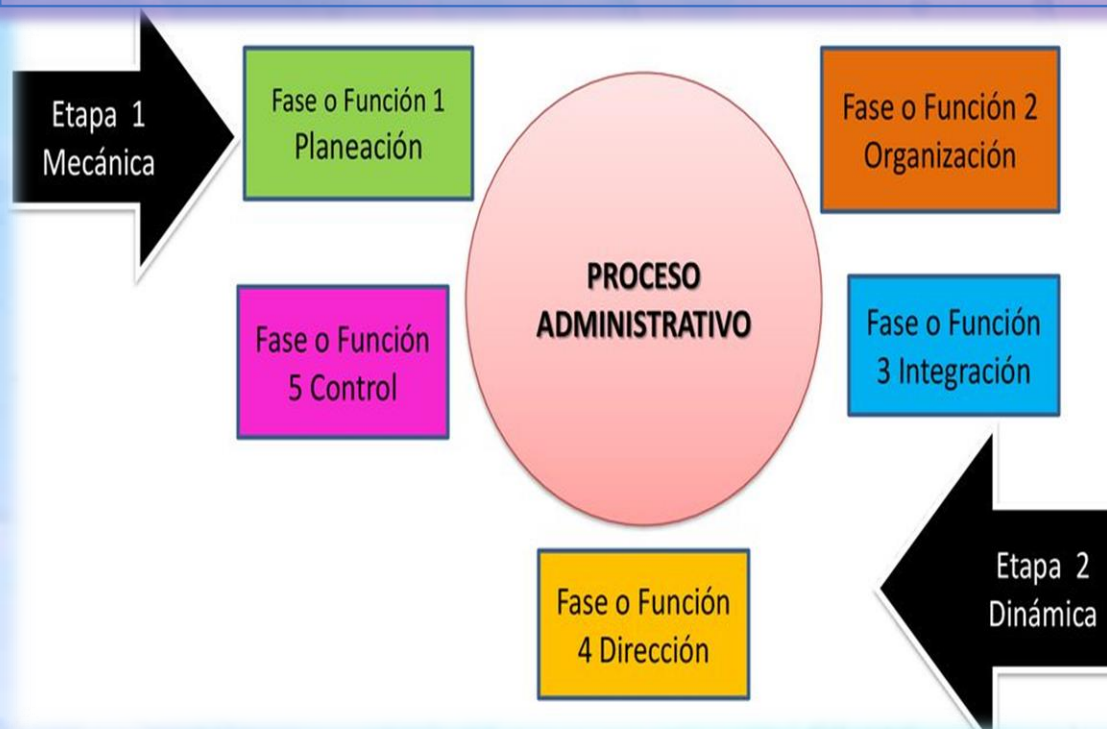 Etapa 1
Mecánica
Fase o Función 1
Planeación
Fase o Función 2
Organización
PROCESO
ADMINISTRATIVO
Fase o Función
5 Control
Fase o Función
3 Integración
Fase o Función
4 Dirección
Etapa 2
Dinámica